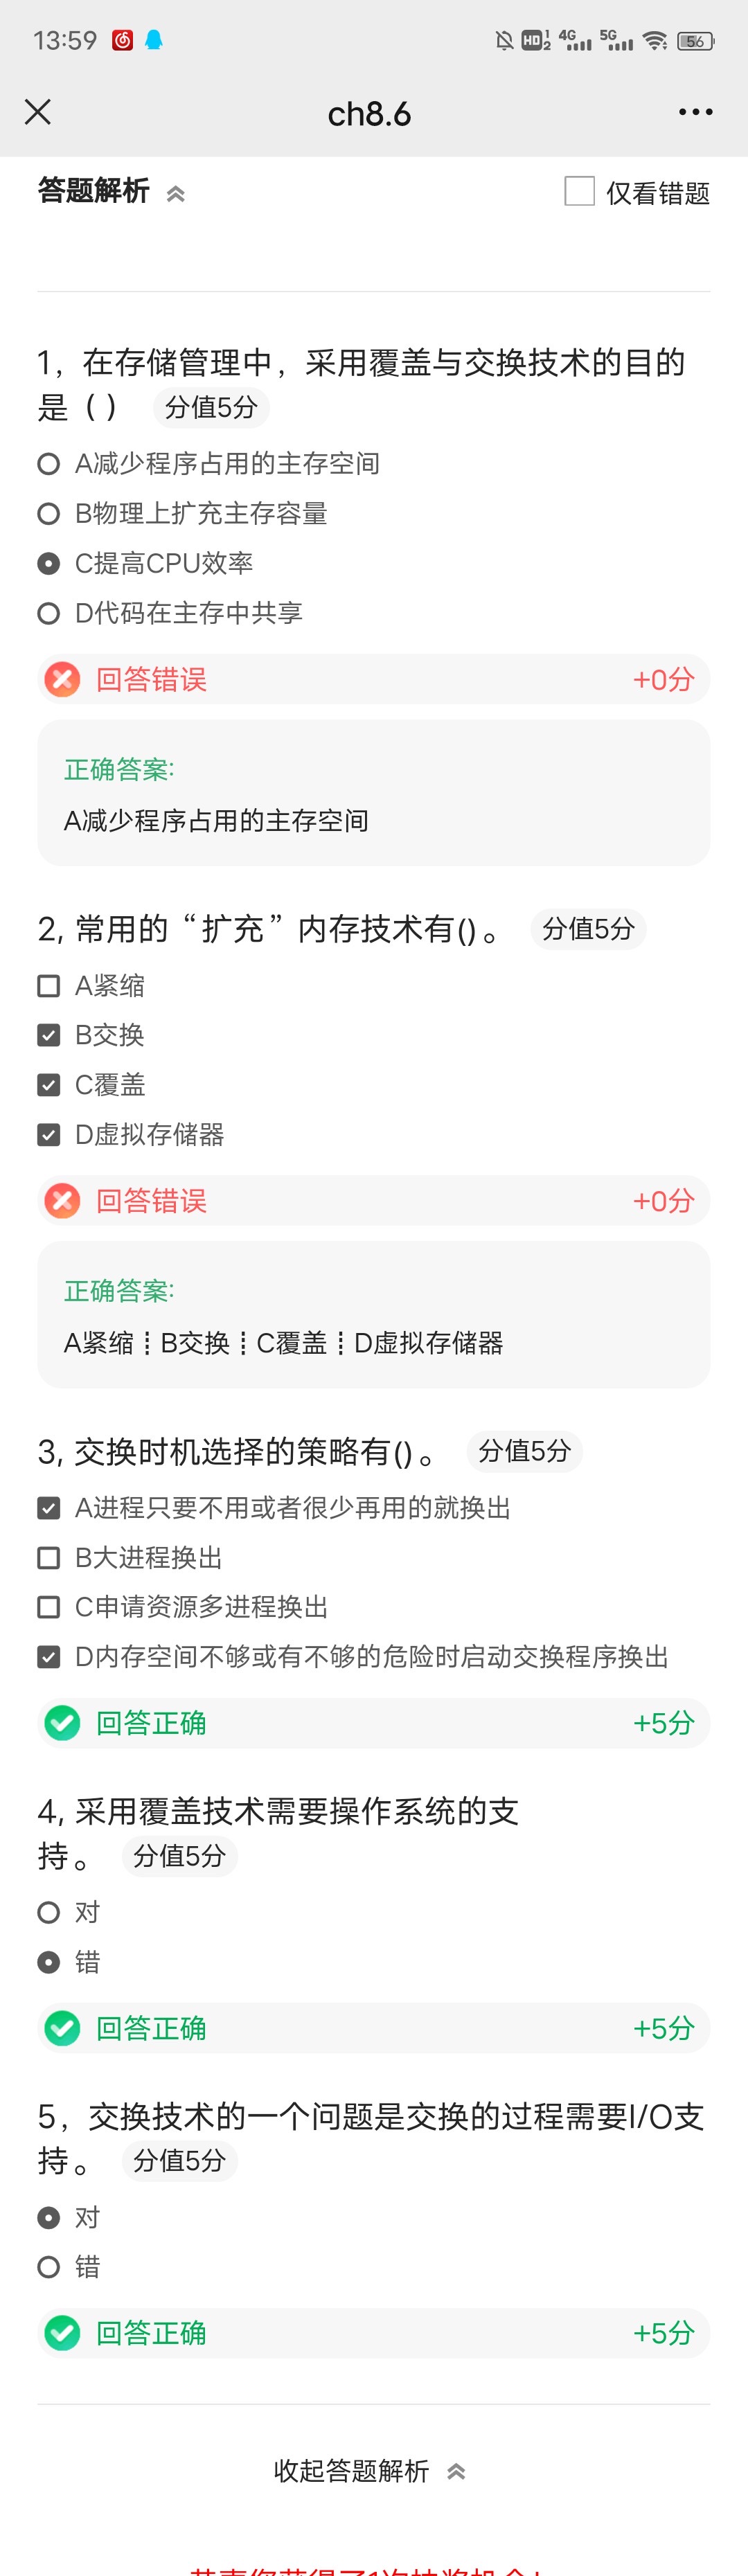 13:59
HD 1 2 4G 5G 56
ch8.6
答题解析
仅看错题
1，在存储管理中，采用覆盖与交换技术的目的
是（） 分值5分
A减少程序占用的主存空间
B物理上扩充主存容量
C提高CPU效率
D代码在主存中共享
回答错误 +0分
正确答案:
A减少程序占用的主存空间
2, 常用的“扩充”内存技术有()。 分值5分
A紧缩
B交换
C覆盖
D虚拟存储器
回答错误 +0分
正确答案:
A紧缩┋B交换┋C覆盖┋D虚拟存储器
3, 交换时机选择的策略有()。 分值5分
A进程只要不用或者很少再用的就换出
B大进程换出
C申请资源多进程换出
D内存空间不够或有不够的危险时启动交换程序换出
回答正确 +5分
4, 采用覆盖技术需要操作系统的支
持。 分值5分
对
错
回答正确 +5分
5，交换技术的一个问题是交换的过程需要I/O支
持。 分值5分
对
错
回答正确 +5分
收起答题解析